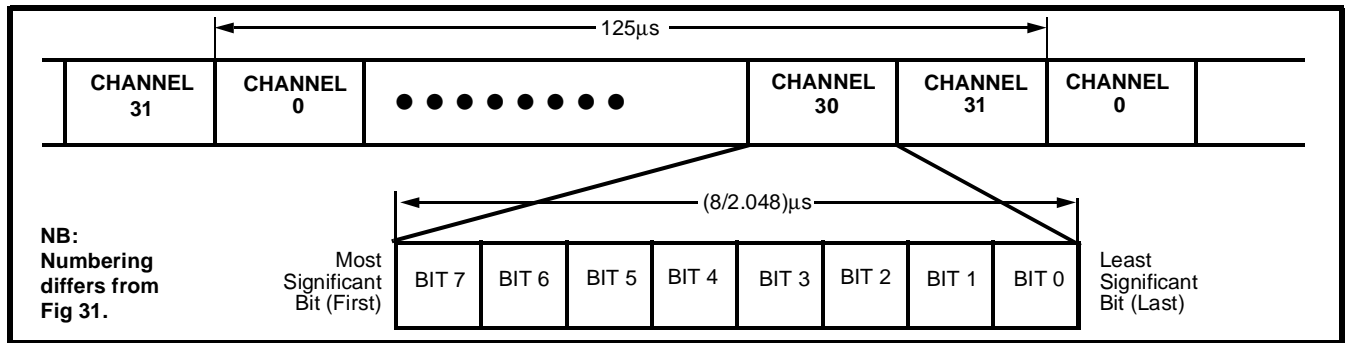 125µs
CHANNEL 31
CHANNEL 0
CHANNEL 30
CHANNEL 31
CHANNEL 0
(8/2.048)µs
NB:
Numbering
differs from
Fig 31.
Most
Significant
Bit (First)
BIT 7
BIT 6
BIT 5
BIT 4
BIT 3
BIT 2
BIT 1
BIT 0
Least
Significant
Bit (Last)